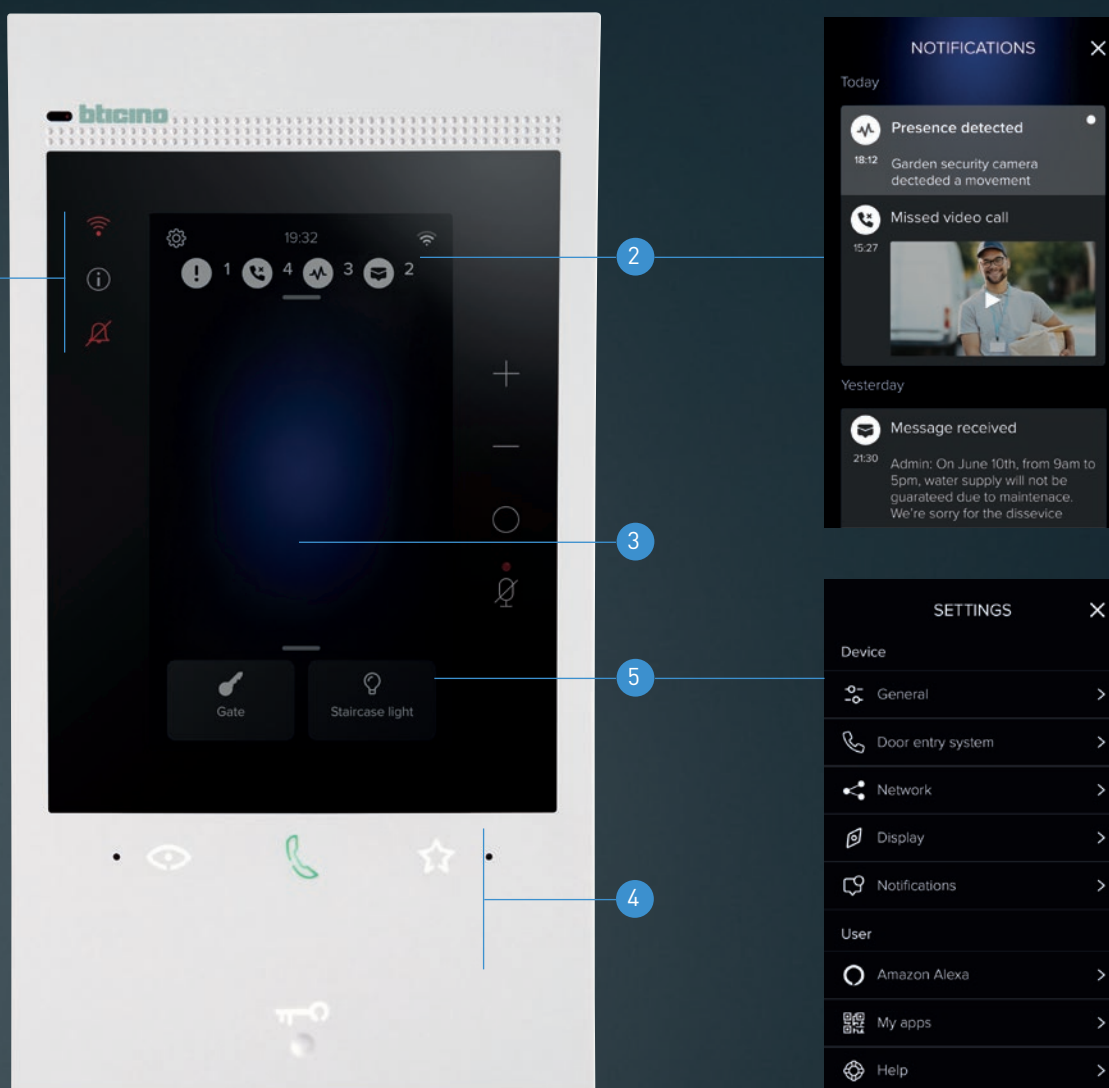 bticino
19:32
1 4 3 2
Gate
Staircase light
2
3
5
4
NOTIFICATIONS
Today
Presence detected
18:12
Garden security camera
decteded a movement
Missed video call
15:27
Yesterday
Message received
21:30
Admin: On June 10th, from 9am to
5pm, water supply will not be
guarateed due to maintenace.
We're sorry for the dissevice
SETTINGS
Device
General
Door entry system
Network
Display
Notifications
User
Amazon Alexa
My apps
Help